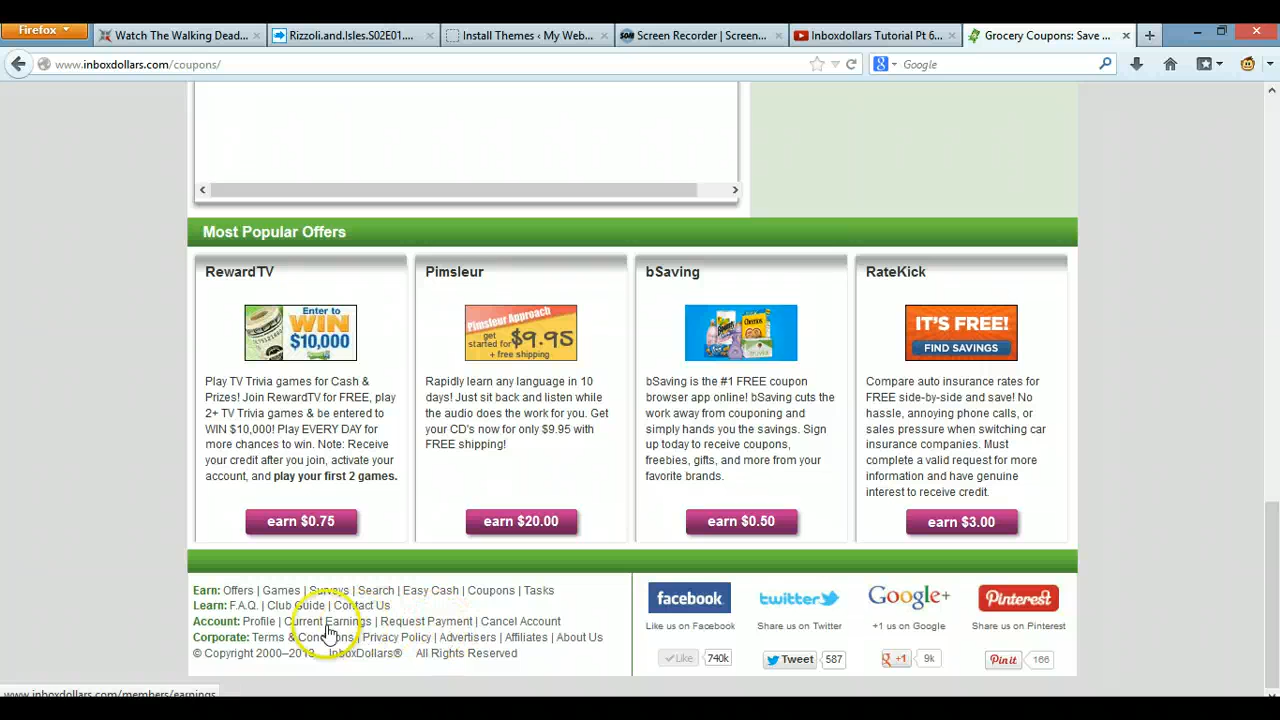 Firefox
Watch The Walking Dead...
Rizzoli.and.Isles.S02E01....
Install Themes ‹ My Web...
Screen Recorder | Screen...
Inboxdollars Tutorial Pt 6...
Grocery Coupons: Save ...
www.inboxdollars.com/coupons/
Google
Most Popular Offers
RewardTV
Enter to
WIN
$10,000
Play TV Trivia games for Cash &
Prizes! Join RewardTV for FREE, play
2+ TV Trivia games & be entered to
WIN $10,000! Play EVERY DAY for
more chances to win. Note: Receive
your credit after you join, activate your
account, and play your first 2 games.
earn $0.75
Pimsleur
Pimsleur Approach
get
started for $9.95
+ free shipping
Rapidly learn any language in 10
days! Just sit back and listen while
the audio does the work for you. Get
your CD's now for only $9.95 with
FREE shipping!
earn $20.00
bSaving
Cheerios
bSaving is the #1 FREE coupon
browser app online! bSaving cuts the
work away from couponing and
simply hands you the savings. Sign
up today to receive coupons,
freebies, gifts, and more from your
favorite brands.
earn $0.50
RateKick
IT'S FREE!
FIND SAVINGS
Compare auto insurance rates for
FREE side-by-side and save! No
hassle, annoying phone calls, or
sales pressure when switching car
insurance companies. Must
complete a valid request for more
information and have genuine
interest to receive credit.
earn $3.00
Earn: Offers | Games | Surveys | Search | Easy Cash | Coupons | Tasks
Learn: F.A.Q. | Club Guide | Contact Us
Account: Profile | Current Earnings | Request Payment | Cancel Account
Corporate: Terms & Conditions | Privacy Policy | Advertisers | Affiliates | About Us
© Copyright 2000–2013 InboxDollars® All Rights Reserved
facebook
Like us on Facebook
Like 740k
twitter
Share us on Twitter
Tweet 587
Google+
+1 us on Google
+1 9k
Pinterest
Share us on Pinterest
Pin it 166
www.inboxdollars.com/members/earnings